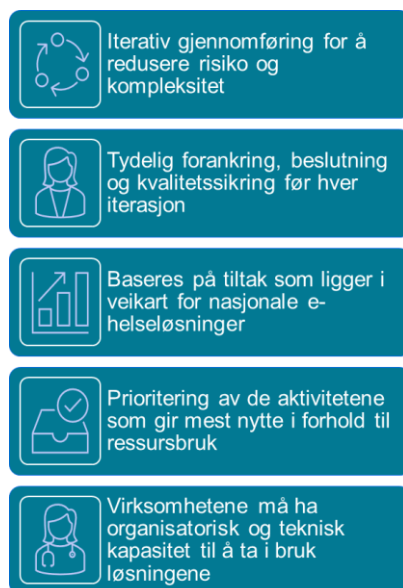 Iterativ gjennomføring for å
redusere risiko og
kompleksitet
Tydelig forankring, beslutning
og kvalitetssikring før hver
iterasjon
Baseres på tiltak som ligger i
veikart for nasjonale e-
helseløsninger
Prioritering av de aktivitetene
som gir mest nytte i forhold til
ressursbruk
Virksomhetene må ha
organisatorisk og teknisk
kapasitet til å ta i bruk
løsningene